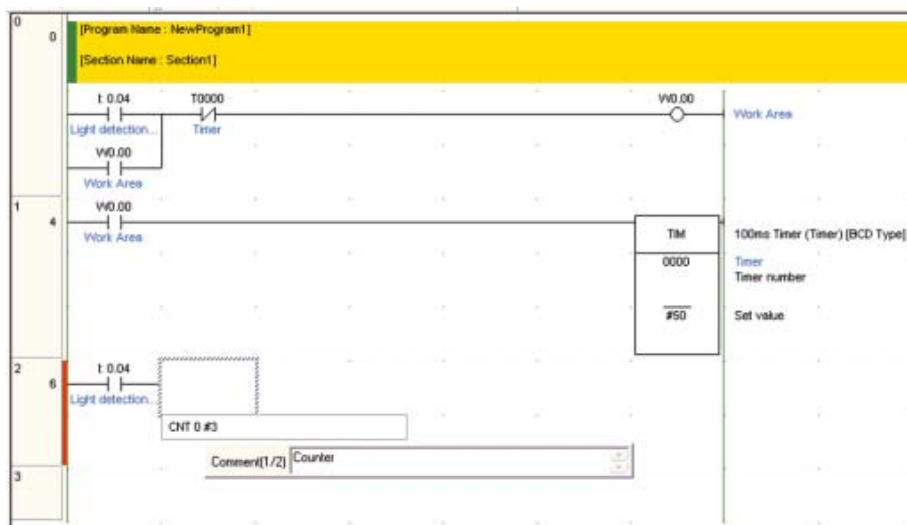 0
0
[Program Name : NewProgram1]
[Section Name : Section1]
I: 0.04
T0000
W0.00
Light detection...
Timer
Work Area
W0.00
Work Area
1
4
W0.00
Work Area
TIM
100ms Timer (Timer) [BCD Type]
0000
Timer
Timer number
#50
Set value
2
6
I: 0.04
Light detection...
CNT 0 #3
Comment(1/2)
Counter
3